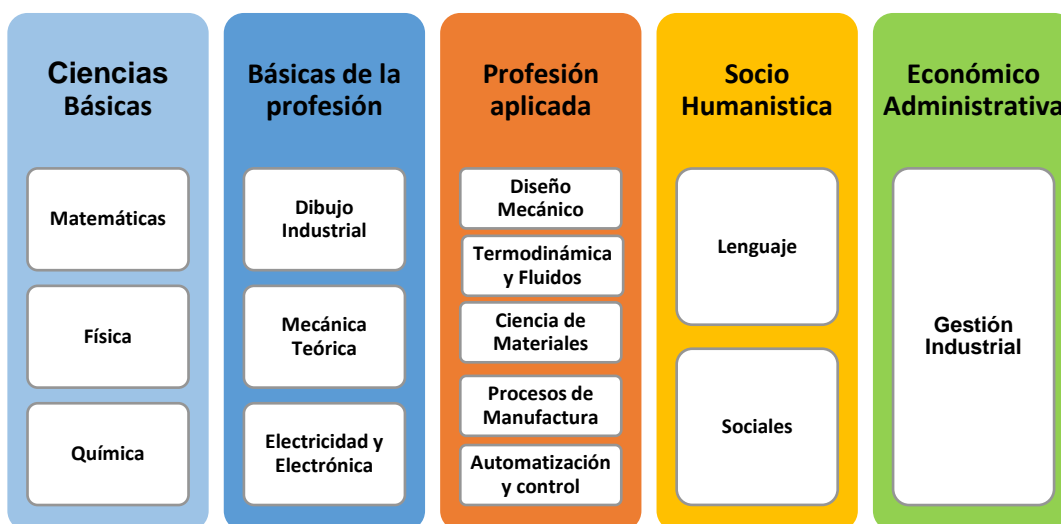 Ciencias
Básicas
Matemáticas
Física
Química
Básicas de la
profesión
Dibujo
Industrial
Mecánica
Teórica
Electricidad y
Electrónica
Profesión
aplicada
Diseño
Mecánico
Termodinámica
y Fluidos
Ciencia de
Materiales
Procesos de
Manufactura
Automatización
y control
Socio
Humanistica
Lenguaje
Sociales
Económico
Administrativa
Gestión
Industrial